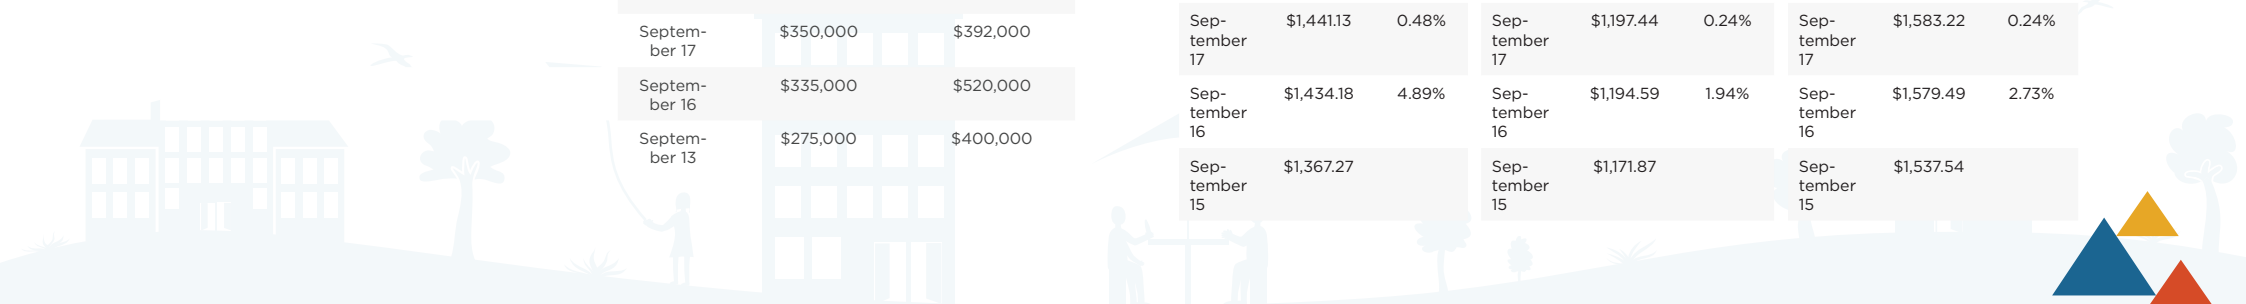 Septem-
ber 17
$350,000
$392,000
Septem-
ber 16
$335,000
$520,000
Septem-
ber 13
$275,000
$400,000
Sep-
tember
17
$1,441.13
0.48%
Sep-
tember
16
$1,434.18
4.89%
Sep-
tember
15
$1,367.27
Sep-
tember
17
$1,197.44
0.24%
Sep-
tember
16
$1,194.59
1.94%
Sep-
tember
15
$1,171.87
Sep-
tember
17
$1,583.22
0.24%
Sep-
tember
16
$1,579.49
2.73%
Sep-
tember
15
$1,537.54